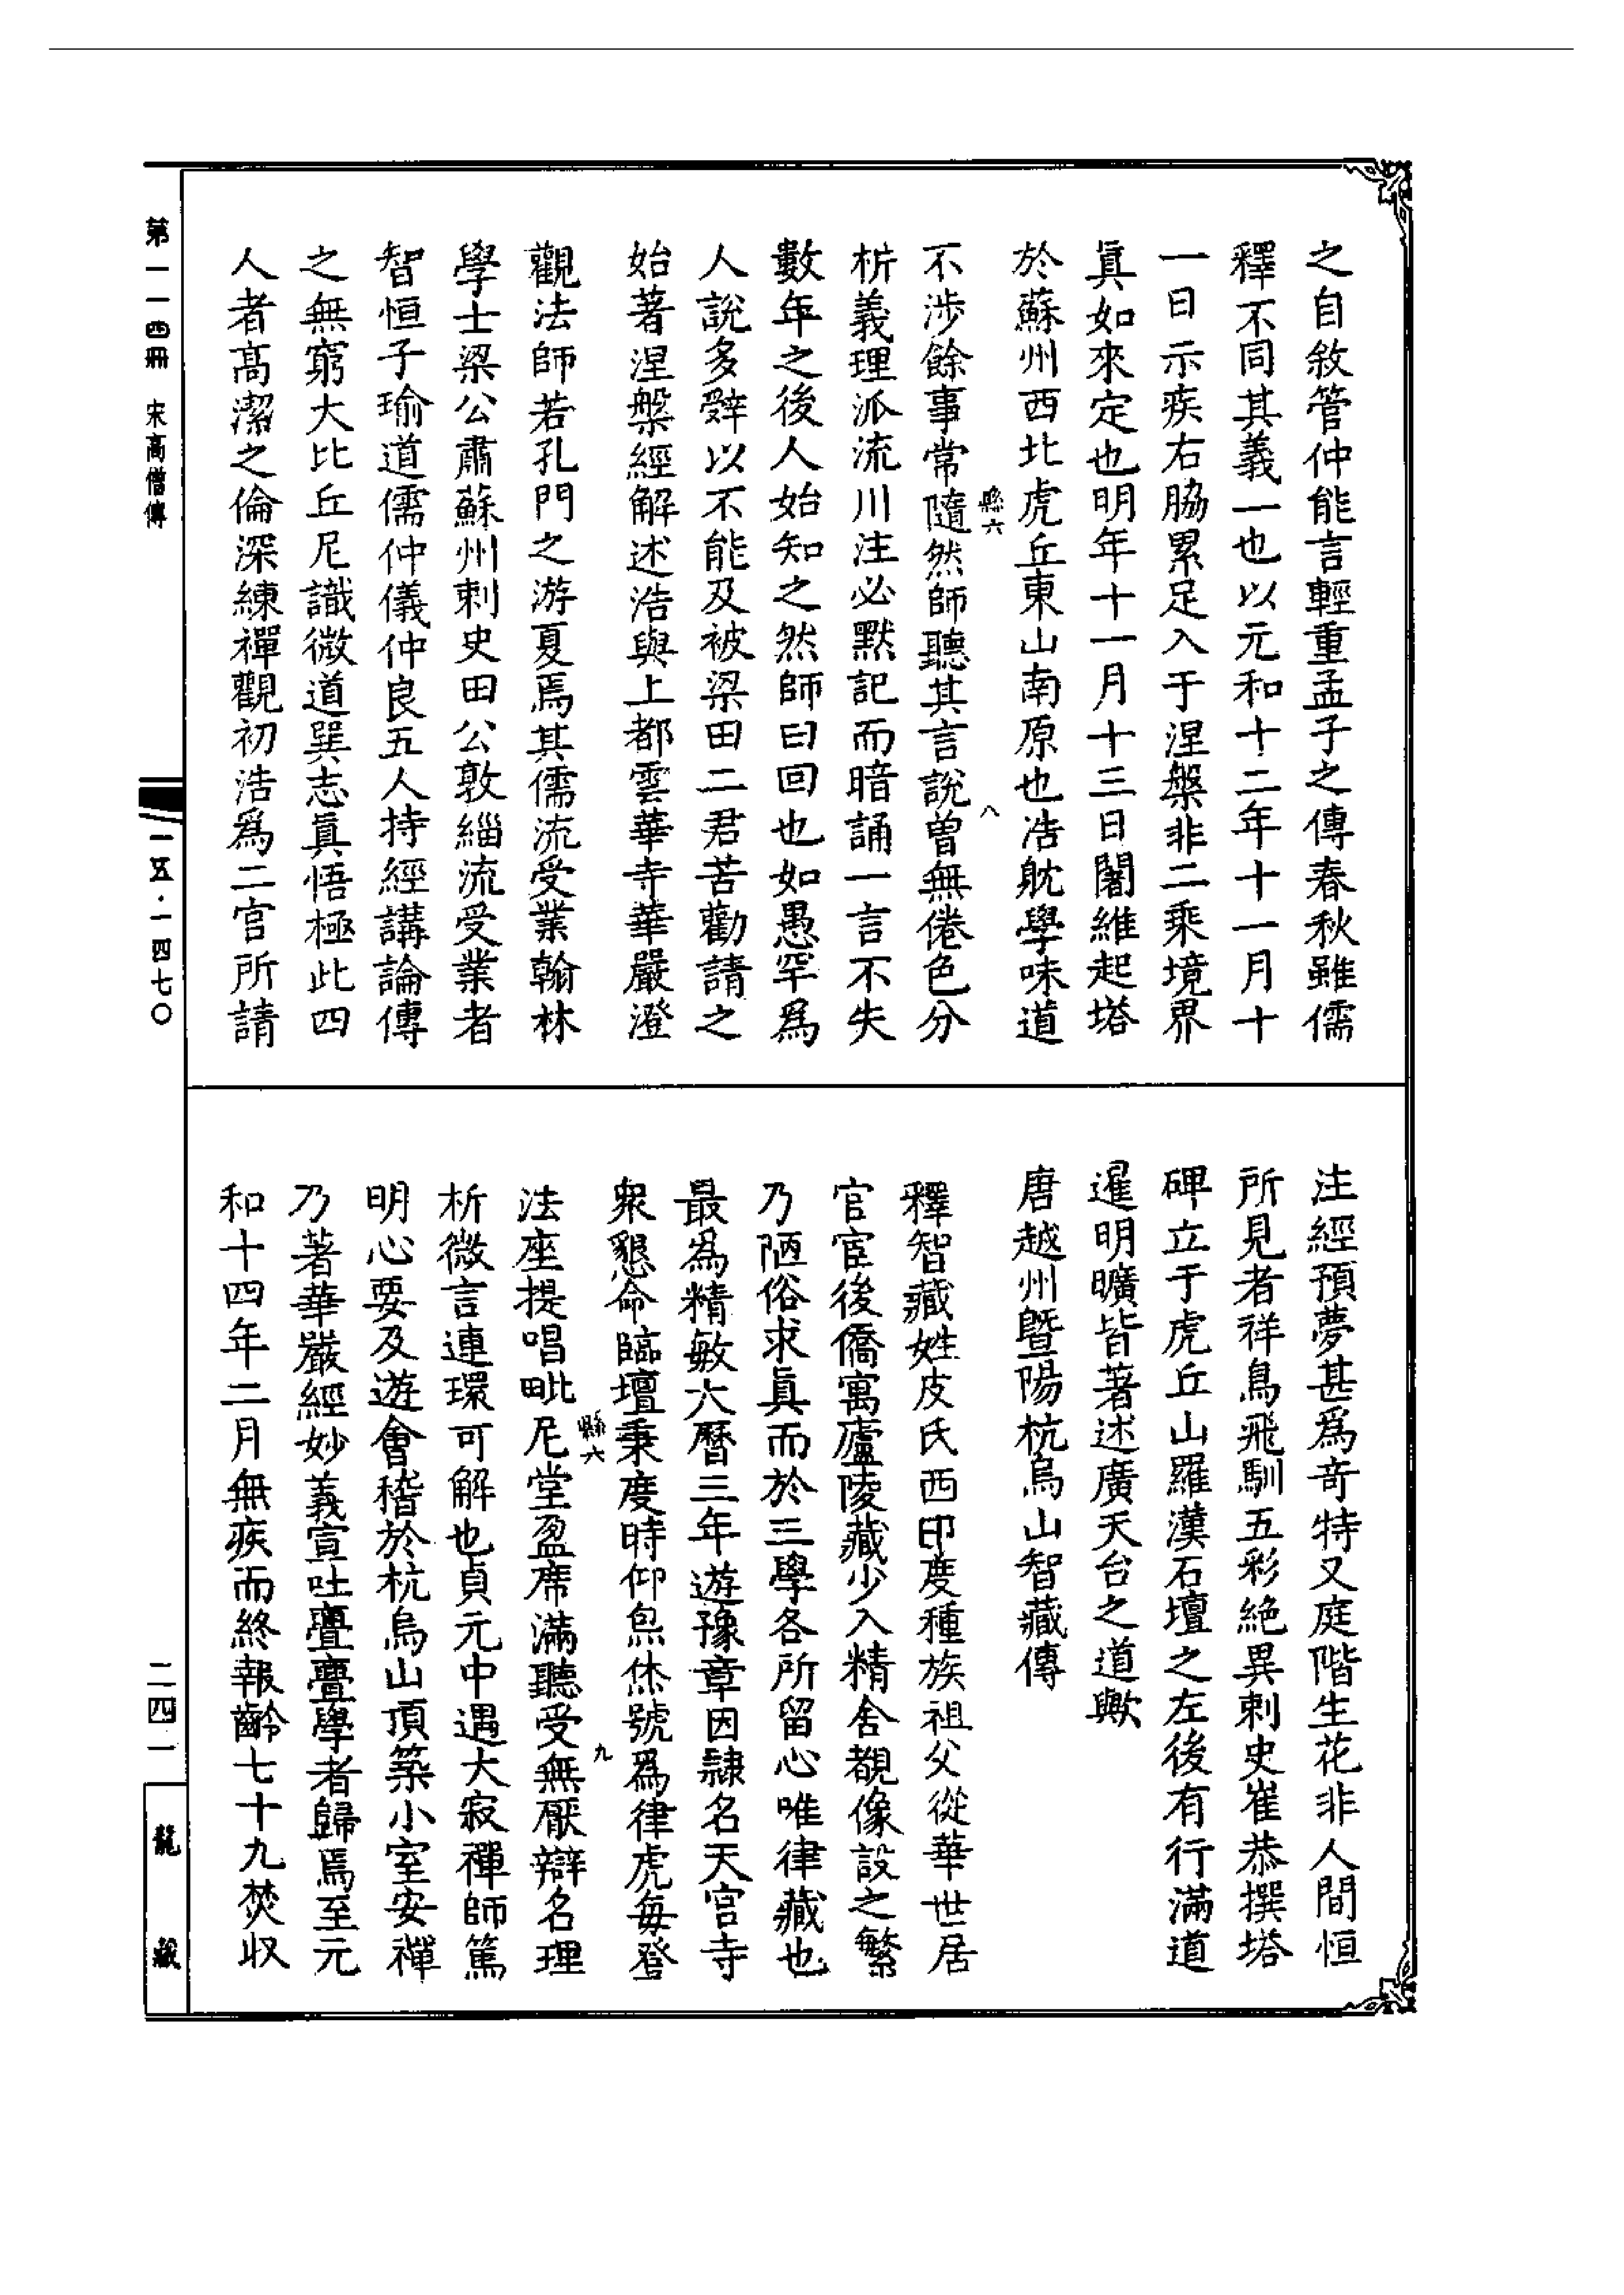 之自敘管仲能言輕重孟子之傳春秋雖儒
釋不同其義一也以元和十二年十一月十
一日示疾右脇累足入于涅槃非二乘境界
眞如來定也明年十一月十三日闍維起塔
於蘇州西北虎丘東山南原也浩躭學味道
縣六
八
不涉餘事常隨然師聽其言說曾無倦色分
析義理派流川注必默記而暗誦一言不失
數年之後人始知之然師曰回也如愚罕爲
人說多辤以不能及被梁田二君苦勸請之
始著涅槃經解述浩與上都雲華寺華嚴澄
觀法師若孔門之游夏焉其儒流受業翰林
學士梁公肅蘇州刺史田公敦緇流受業者
智恒子瑜道儒仲儀仲良五人持經講論傳
之無窮大比丘尼識微道巽志眞悟極此四
人者高潔之倫深練禪觀初浩爲二官所請
注經預夢甚爲奇特又庭階生花非人間恒
所見者祥鳥飛馴五彩絕異刺史崔恭撰塔
碑立于虎丘山羅漢石壇之左後有行滿道
暹明曠皆著述廣天台之道歟
唐越州暨陽杭烏山智藏傳
釋智藏姓皮氏西印度種族祖父從華世居
官宦後僑寓廬陵藏少入精舍覩像設之繁
乃陋俗求眞而於三學各所留心唯律藏也
最爲精敏大曆三年遊豫章因隷名天宮寺
衆懇命臨壇秉度時仰炰烋號爲律虎每登
縣六
九
法座提唱毗尼堂盈席滿聽受無厭辯名理
析微言連環可解也貞元中遇大寂禪師篤
明心要及遊會稽於杭烏山頂築小室安禪
乃著華嚴經妙義宣吐亹亹學者歸焉至元
和十四年二月無疾而終報齡七十九焚收
第一一四冊 宋高僧傳
一五·一四七〇
二四一
龍藏